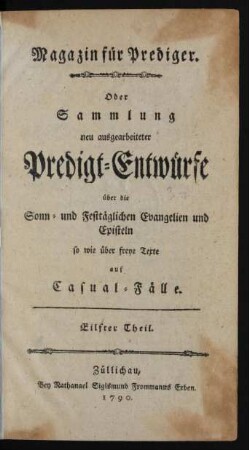 Magazin für Prediger.
Oder
Sammlung
neu ausgearbeiteter
Predigt-Entwürfe
über die
Sonn- und Festtäglichen Evangelien und
Episteln
so wie über freye Texte
auf
Casual-Fälle.
Eilfter Theil.
Züllichau,
Bey Nathanael Sigismund Frommanns Erben.
1790.